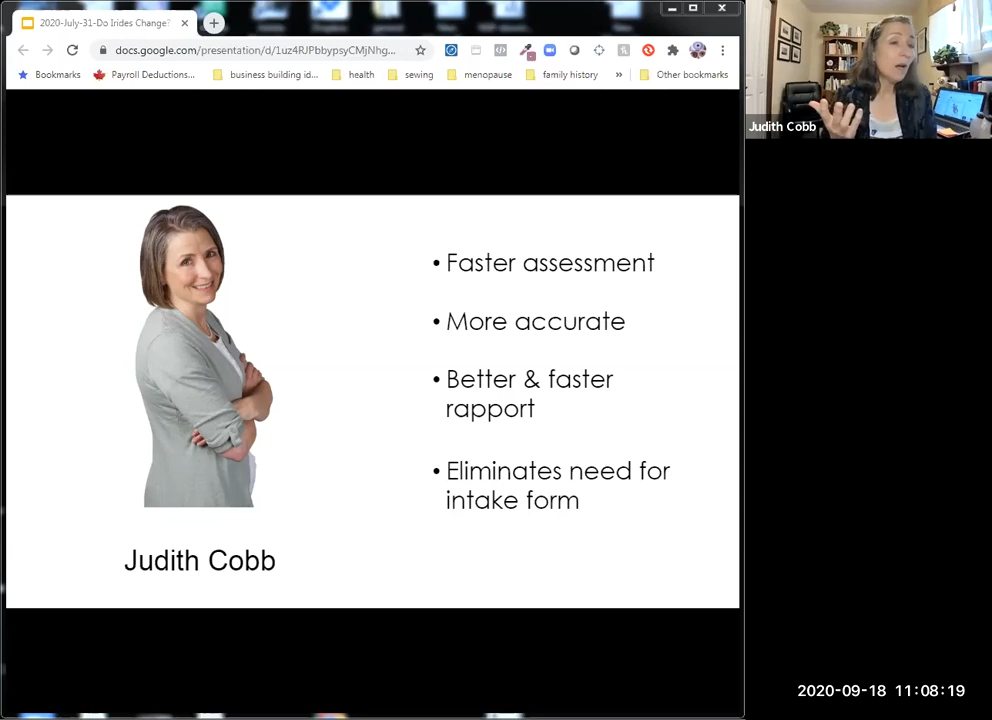 2020-July-31-Do Irides Change?
docs.google.com/presentation/d/1uz4RJPbbypsyCMjNhg...
Bookmarks
Payroll Deductions...
business building id...
health
sewing
menopause
family history
»
Other bookmarks
Judith Cobb
• Faster assessment
• More accurate
• Better & faster
rapport
• Eliminates need for
intake form
Judith Cobb
2020-09-18 11:08:19